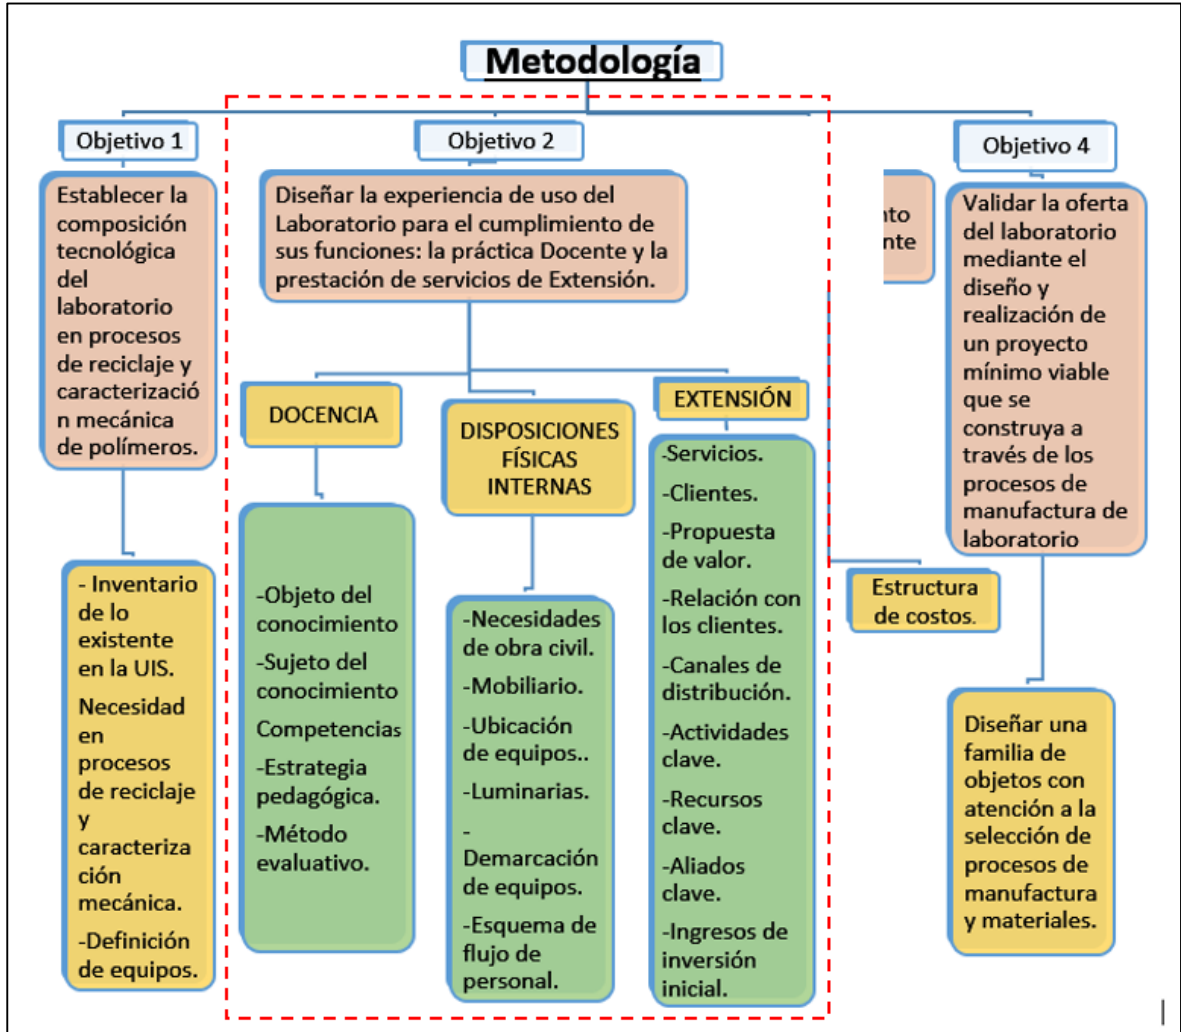 Metodología
Objetivo 1
Establecer la
composición
tecnológica
del
laboratorio
en procesos
de reciclaje y
caracterizació
n mecánica
de polímeros.
- Inventario
de lo
existente
en la UIS.
Necesidad
en
procesos
de reciclaje
y
caracteriza
ción
mecánica.
-Definición
de equipos.
Objetivo 2
Diseñar la experiencia de uso del
Laboratorio para el cumplimiento de
sus funciones: la práctica Docente y la
prestación de servicios de Extensión.
DOCENCIA
-Objeto del
conocimiento
-Sujeto del
conocimiento
Competencias
-Estrategia
pedagógica.
-Método
evaluativo.
DISPOSICIONES
FÍSICAS
INTERNAS
-Necesidades
de obra civil.
-Mobiliario.
-Ubicación
de equipos..
-Luminarias.
-
Demarcación
de equipos.
-Esquema de
flujo de
personal.
EXTENSIÓN
-Servicios.
-Clientes.
-Propuesta
de valor.
-Relación con
los clientes.
-Canales de
distribución.
-Actividades
clave.
-Recursos
clave.
-Aliados
clave.
-Ingresos de
inversión
inicial.
nto
nte
Estructura
de costos.
Objetivo 4
Validar la oferta
del laboratorio
mediante el
diseño y
realización de
un proyecto
mínimo viable
que se
construya a
través de los
procesos de
manufactura de
laboratorio
Diseñar una
familia de
objetos con
atención a la
selección de
procesos de
manufactura
y materiales.